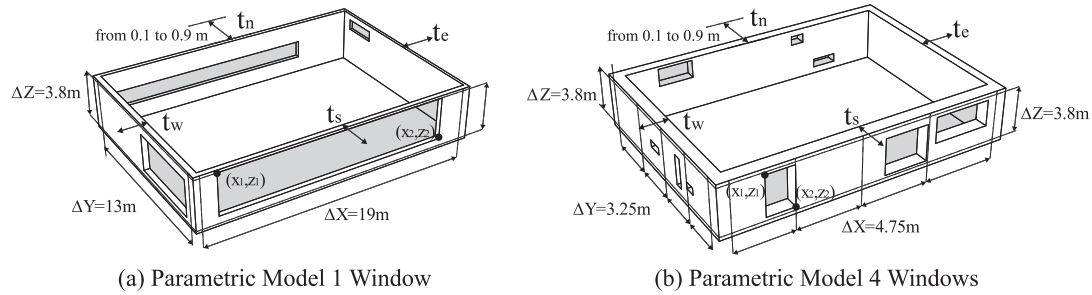 tn
from 0.1 to 0.9 m
te
ΔZ=3.8m
tw
ts
(x2,z2)
(x1,z1)
ΔY=13m
ΔX=19m
(a) Parametric Model 1 Window
tn
from 0.1 to 0.9 m
te
ΔZ=3.8m
tw
ts
ΔZ=3.8m
(x1,z1)
(x2,z2)
ΔY=3.25m
ΔX=4.75m
(b) Parametric Model 4 Windows